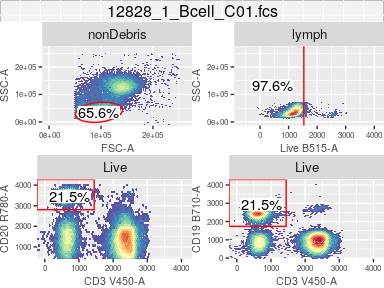 12828_1_Bcell_C01.fcs
nonDebris
lymph
SSC-A
2e+05
1e+05
0e+00
65.6%
0e+00
1e+05
2e+05
FSC-A
SSC-A
2e+05
1e+05
0e+00
97.6%
0
1000
2000
3000
4000
Live B515-A
Live
Live
CD20 R780-A
4000
3000
2000
1000
0
21.5%
0
1000
2000
3000
4000
CD3 V450-A
CD19 B710-A
4000
3000
2000
1000
0
21.5%
0
1000
2000
3000
4000
CD3 V450-A